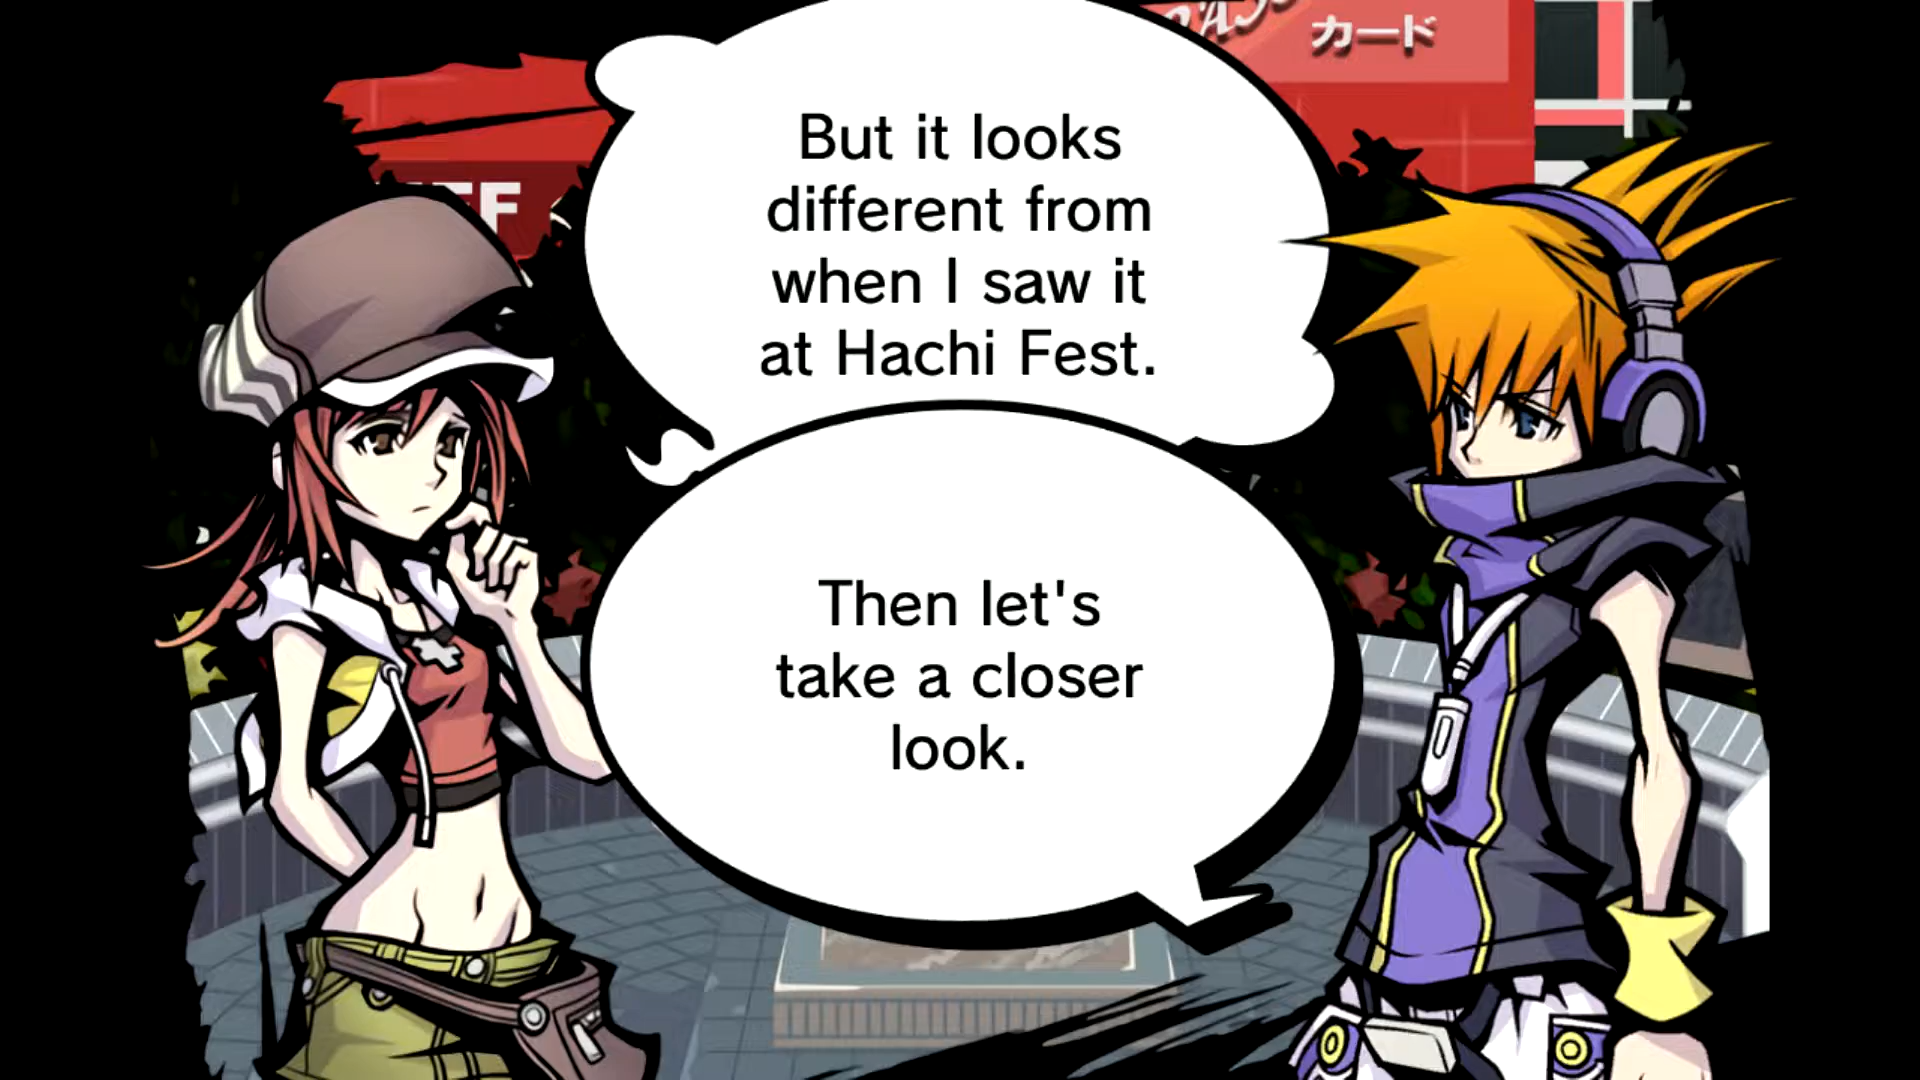 カード
But it looks
different from
when I saw it
at Hachi Fest.
Then let's
take a closer
look.